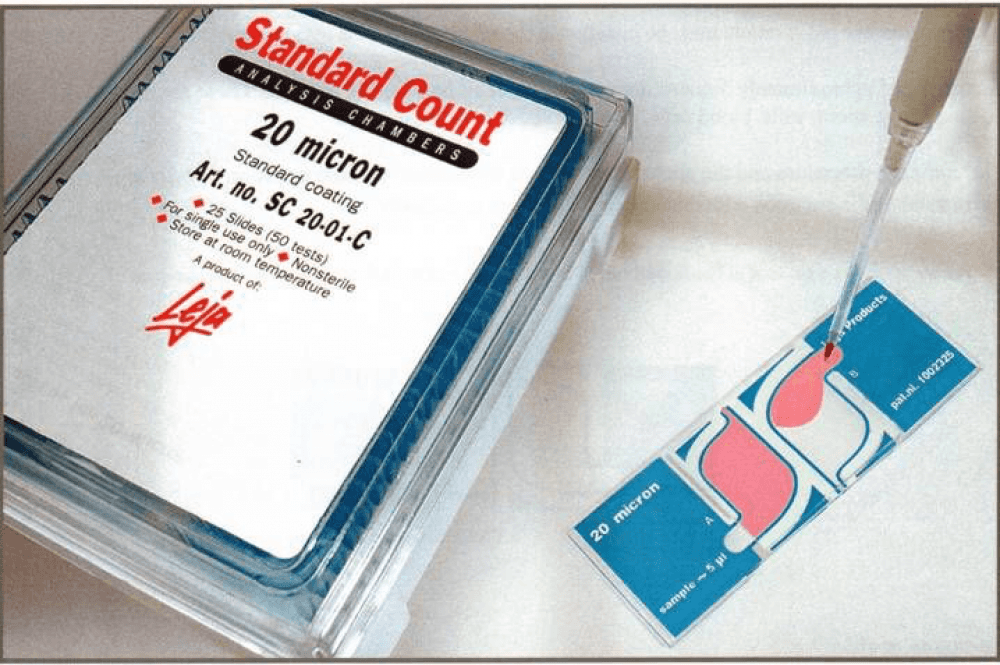 Standard Count
ANALYSIS CHAMBERS
20 micron
Standard coating
Art. no. SC 20-01-C
25 Slides (50 tests)
For single use only Nonsterile
Store at room temperature
A product of:
Leja
Products
B
pat.nl. 1002325
20 micron
A
sample ~ 5 µl